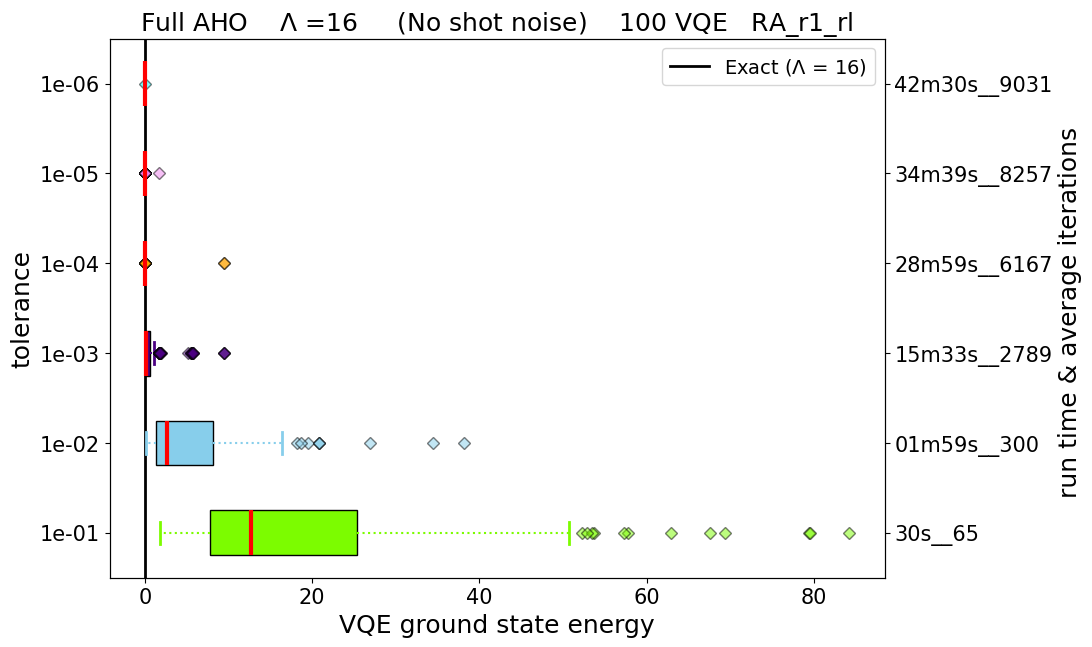 Full AHO Λ =16 (No shot noise) 100 VQE RA_r1_rl
Exact (Λ = 16)
1e-06
42m30s__9031
1e-05
34m39s__8257
1e-04
28m59s__6167
1e-03
15m33s__2789
1e-02
01m59s__300
1e-01
30s__65
tolerance
run time & average iterations
0 20 40 60 80
VQE ground state energy